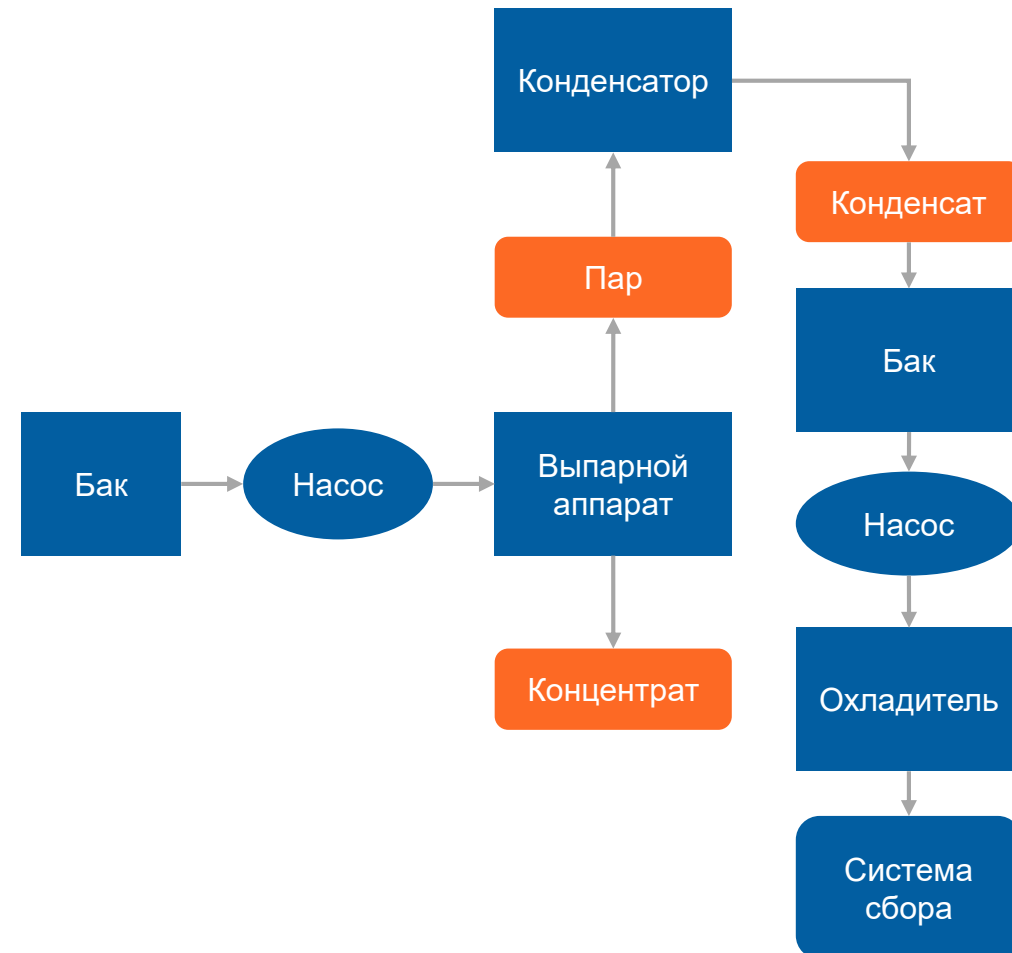 Конденсатор
Конденсат
Пар
Бак
Бак
Насос
Выпарной
аппарат
Насос
Концентрат
Охладитель
Система
сбора